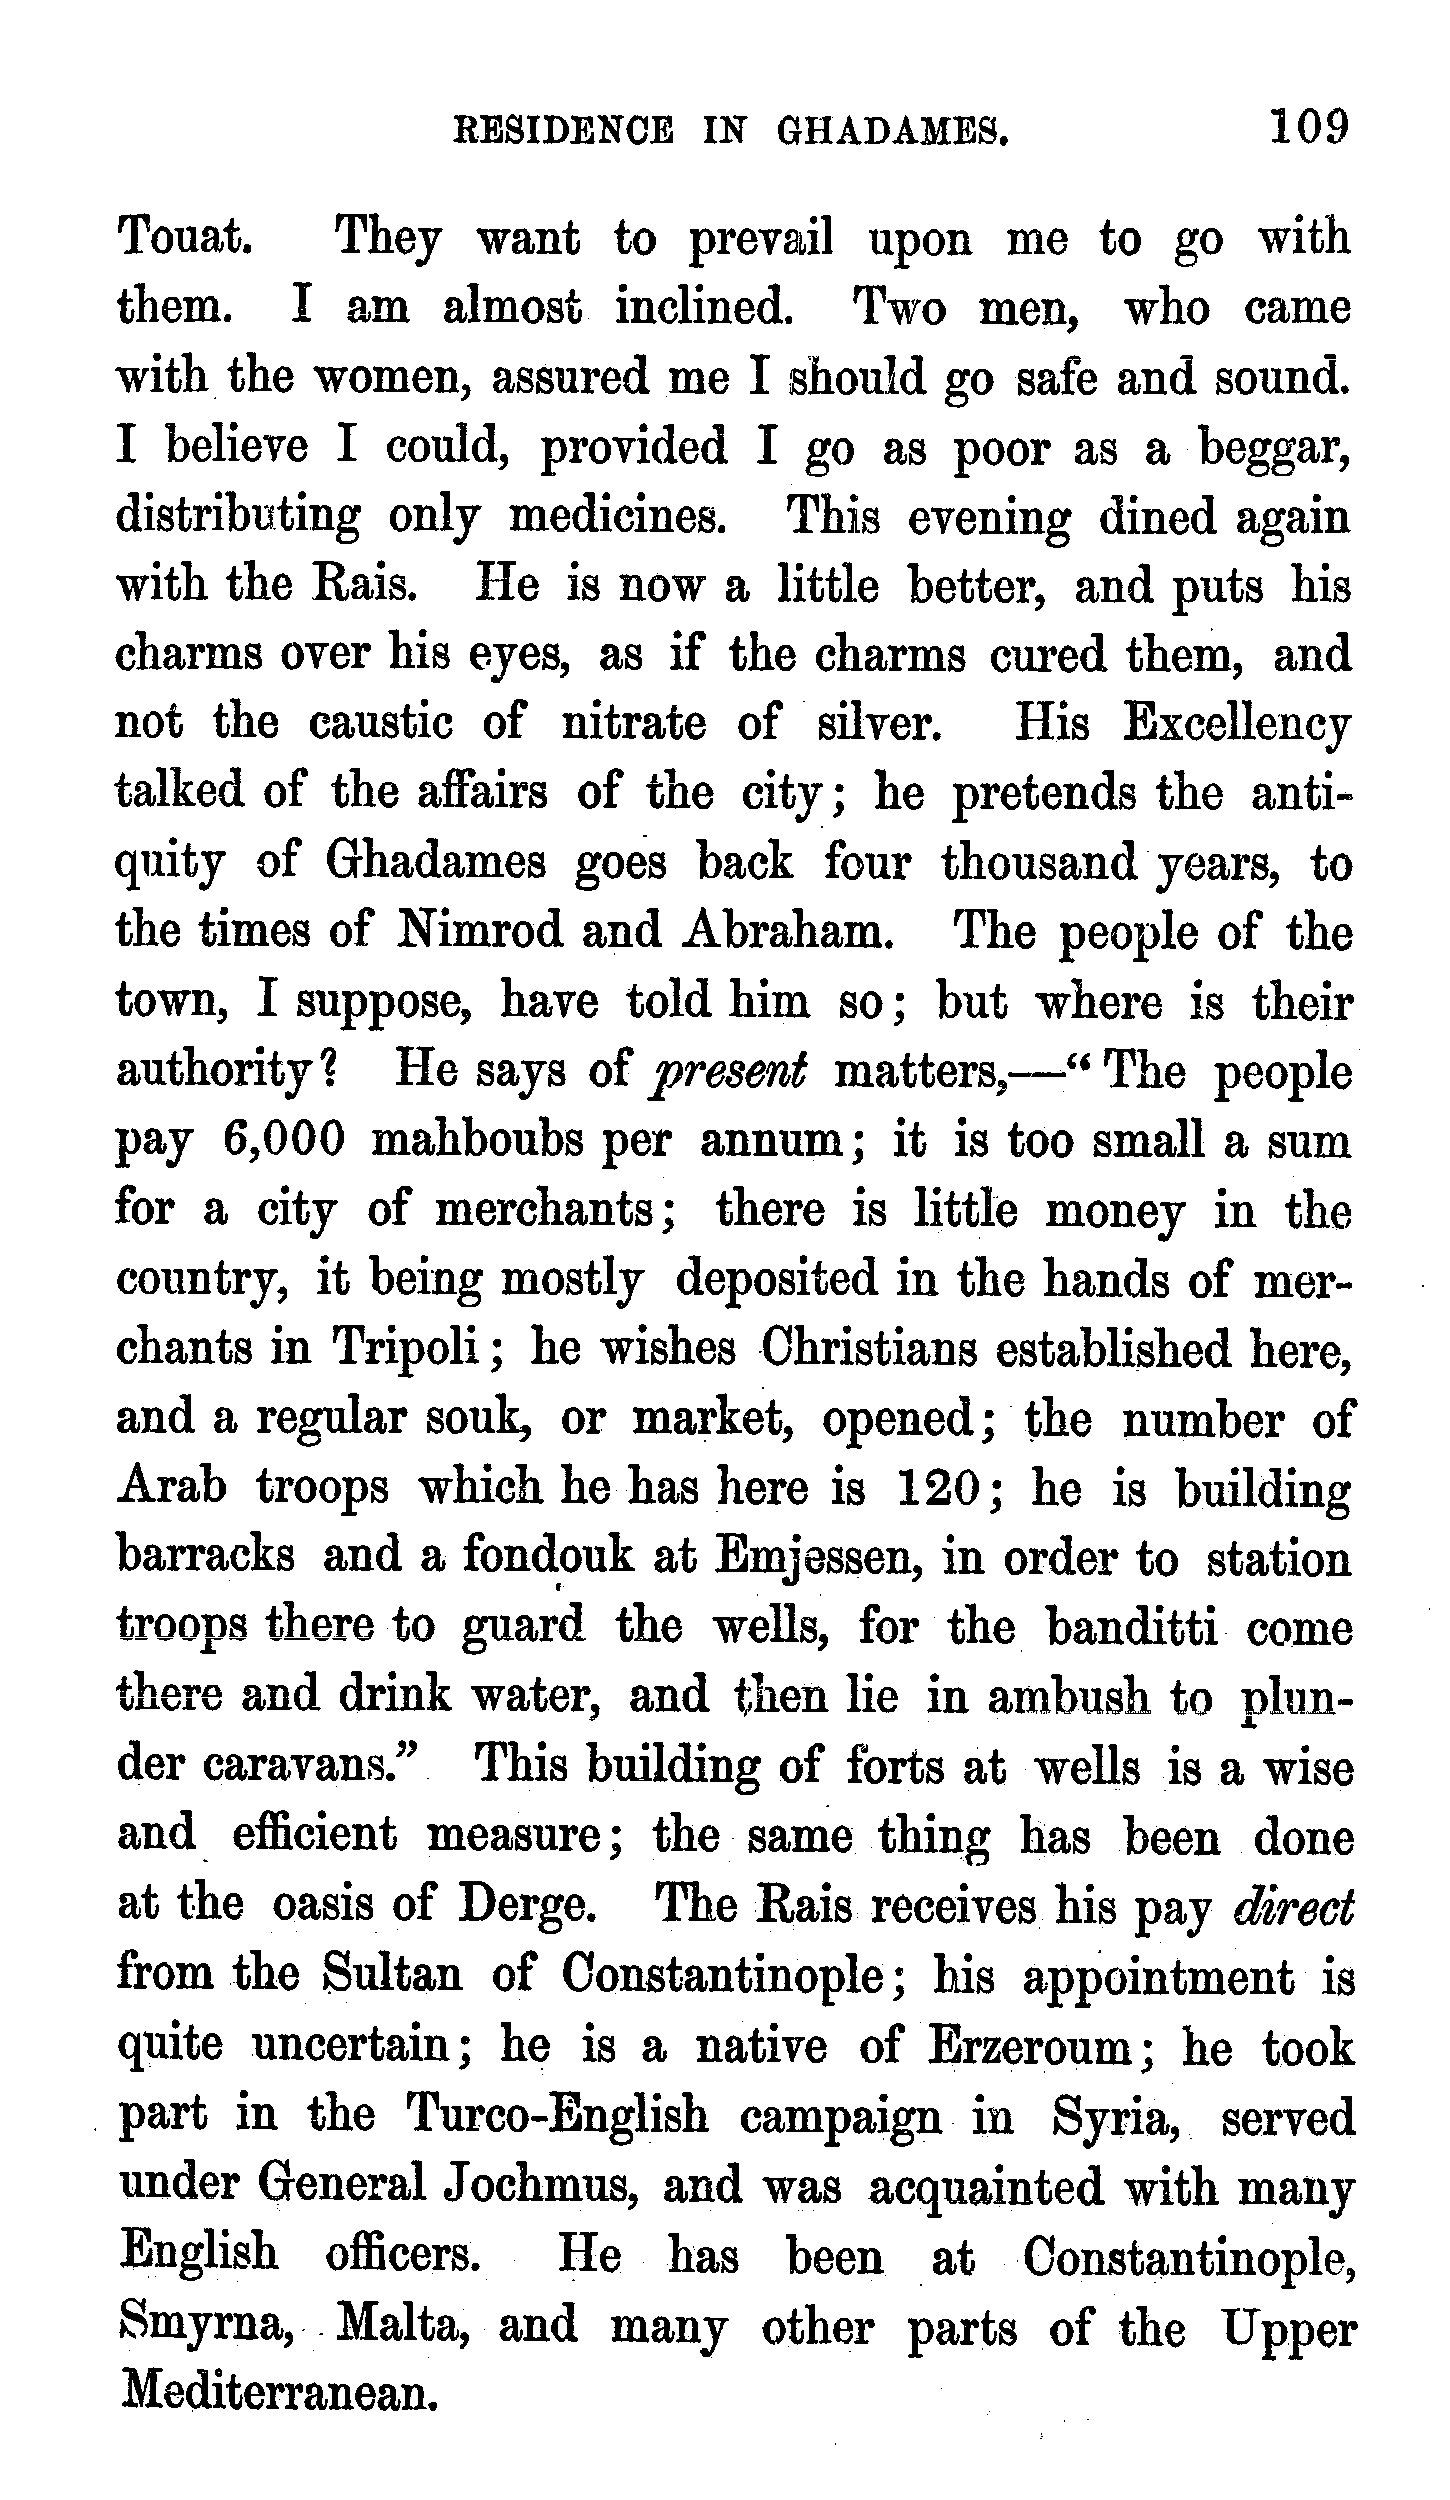 RESIDENCE IN GHADAMES. 109
Touat. They want to prevail upon me to go with
them. I am almost inclined. Two men, who came
with the women, assured me I should go safe and sound.
I believe I could, provided I go as poor as a beggar,
distributing only medicines. This evening dined again
with the Rais. He is now a little better, and puts his
charms over his eyes, as if the charms cured them, and
not the caustic of nitrate of silver. His Excellency
talked of the affairs of the city; he pretends the anti-
quity of Ghadames goes back four thousand years, to
the times of Nimrod and Abraham. The people of the
town, I suppose, have told him so; but where is their
authority? He says of present matters,—“The people
pay 6,000 mahboubs per annum; it is too small a sum
for a city of merchants; there is little money in the
country, it being mostly deposited in the hands of mer-
chants in Tripoli; he wishes Christians established here,
and a regular souk, or market, opened; the number of
Arab troops which he has here is 120; he is building
barracks and a fondouk at Emjessen, in order to station
troops there to guard the wells, for the banditti come
there and drink water, and then lie in ambush to plun-
der caravans.” This building of forts at wells is a wise
and efficient measure; the same thing has been done
at the oasis of Derge. The Rais receives his pay direct
from the Sultan of Constantinople; his appointment is
quite uncertain; he is a native of Erzeroum; he took
part in the Turco-English campaign in Syria, served
under General Jochmus, and was acquainted with many
English officers. He has been at Constantinople,
Smyrna, Malta, and many other parts of the Upper
Mediterranean.